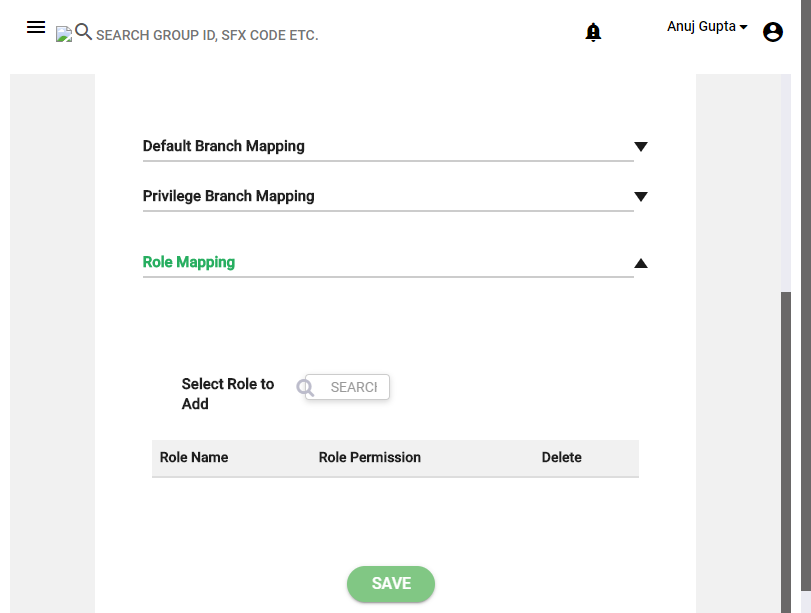 SEARCH GROUP ID, SFX CODE ETC.
Anuj Gupta
Default Branch Mapping
Privilege Branch Mapping
Role Mapping
Select Role to
Add
SEARCI
Role Name Role Permission Delete
SAVE